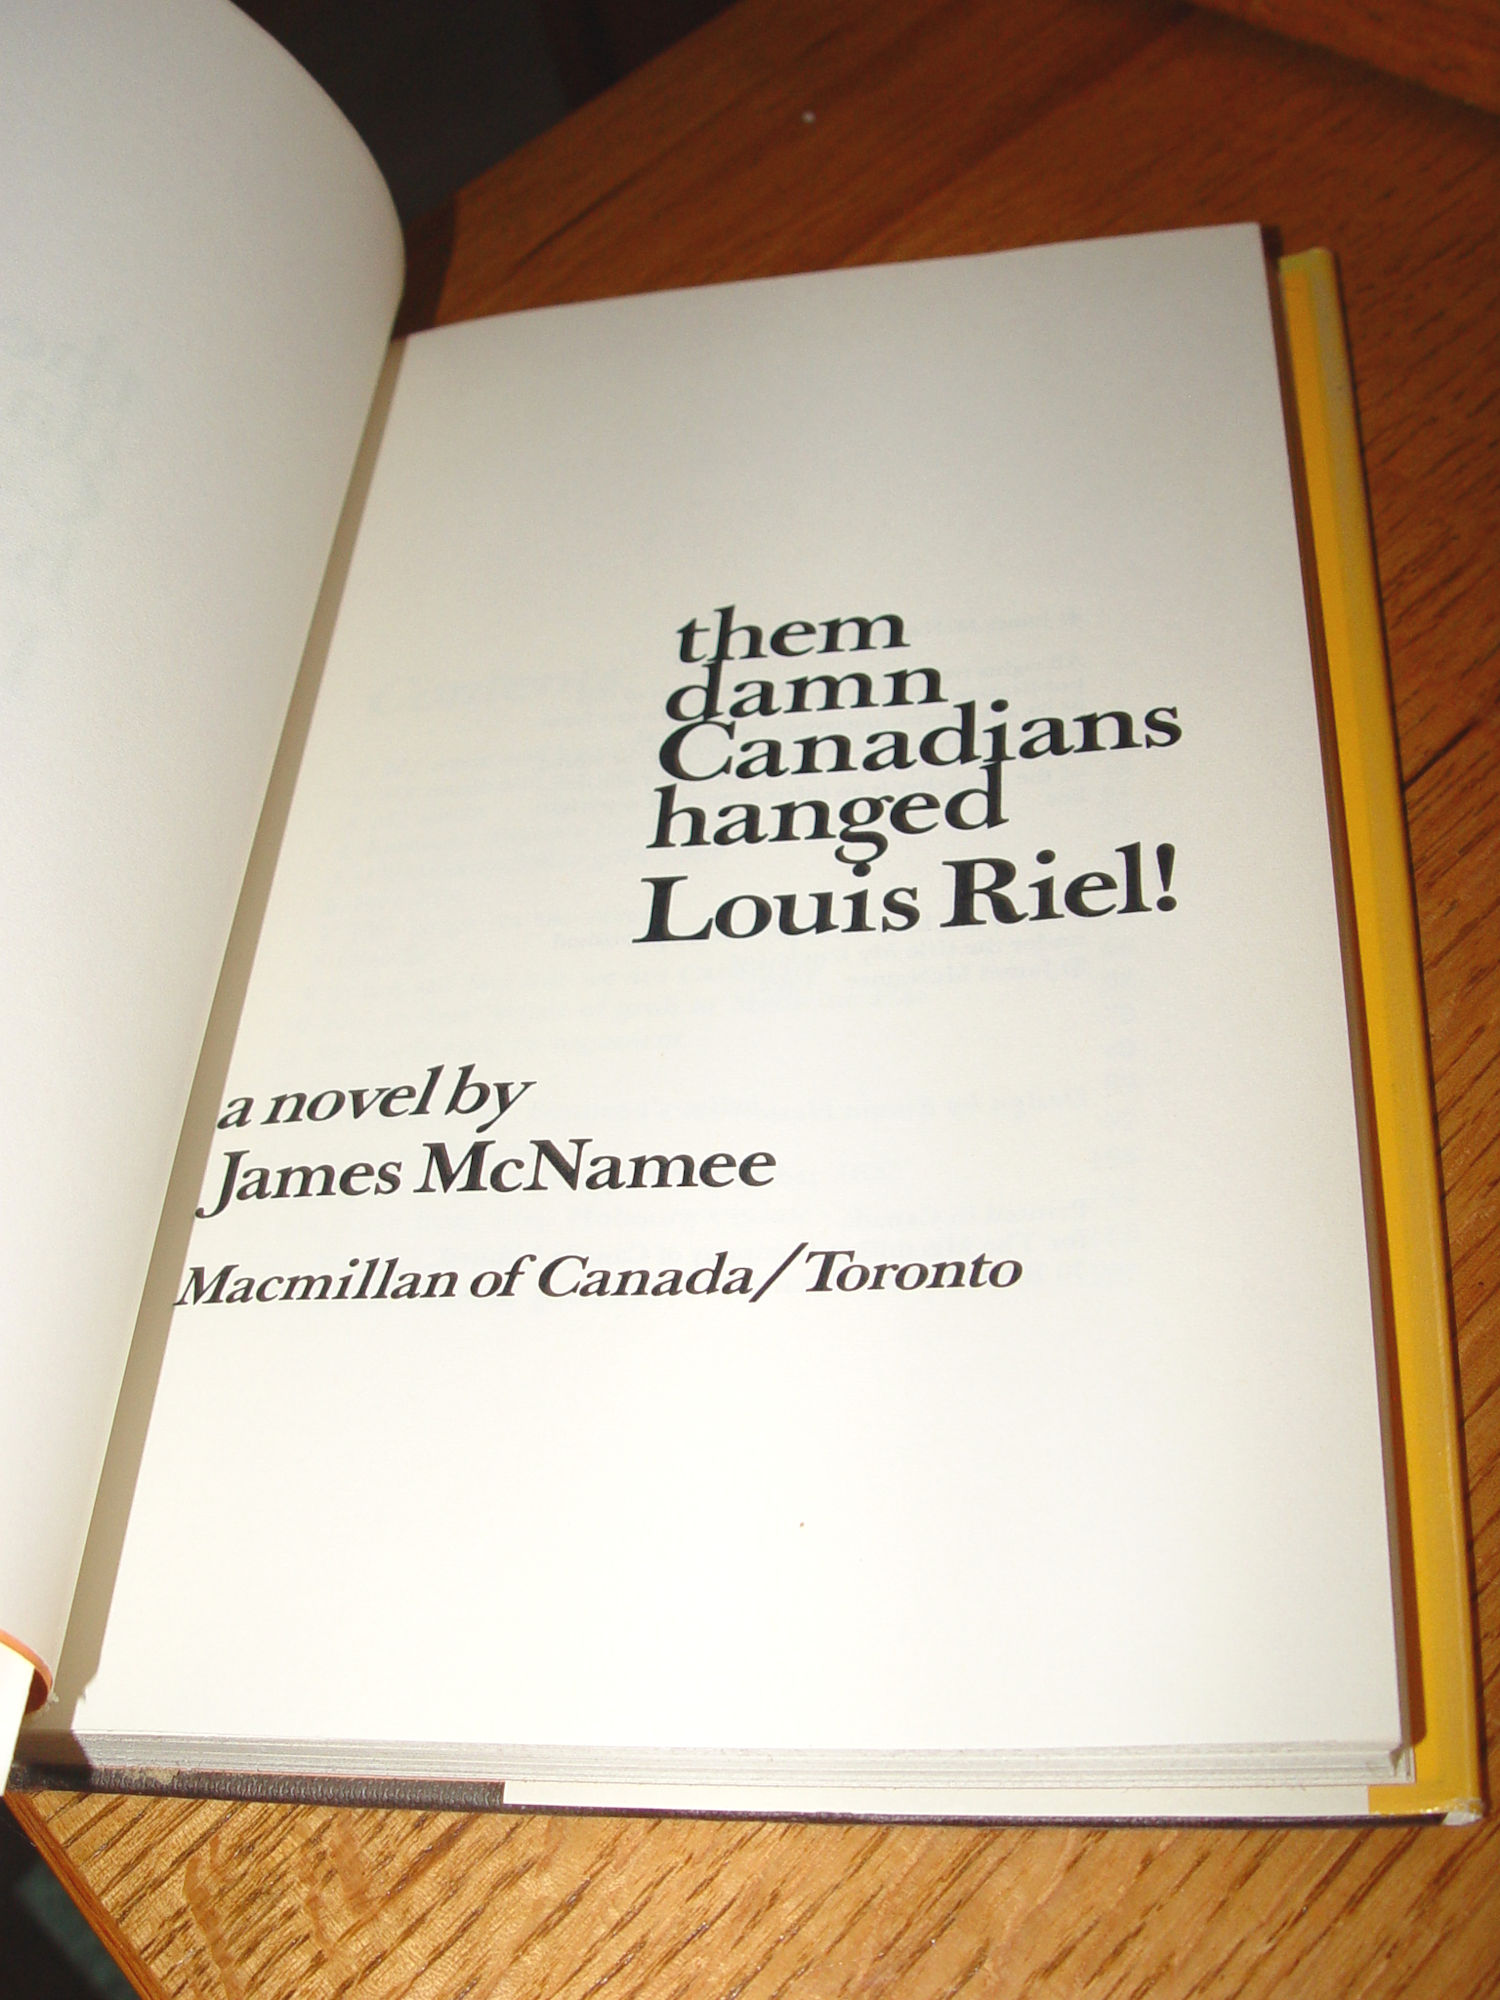 them
damn
Canadians
hanged
Louis Riel!
a novel by
James McNamee
Macmillan of Canada/Toronto